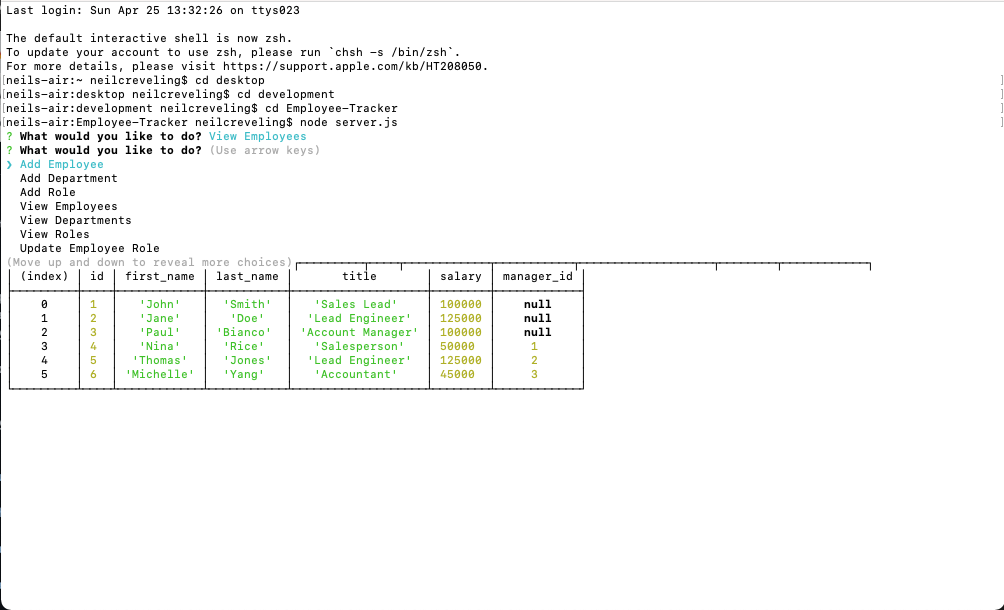 Last login: Sun Apr 25 13:32:26 on ttys023
The default interactive shell is now zsh.
To update your account to use zsh, please run `chsh -s /bin/zsh`.
For more details, please visit https://support.apple.com/kb/HT208050.
[neils-air:~ neilcreveling$ cd desktop ]
[neils-air:desktop neilcreveling$ cd development ]
[neils-air:development neilcreveling$ cd Employee-Tracker ]
[neils-air:Employee-Tracker neilcreveling$ node server.js ]
? What would you like to do? View Employees
? What would you like to do? (Use arrow keys)
❯ Add Employee
Add Department
Add Role
View Employees
View Departments
View Roles
Update Employee Role
(Move up and down to reveal more choices)
(index) id first_name last_name title salary manager_id
0 1 'John' 'Smith' 'Sales Lead' 100000 null
1 2 'Jane' 'Doe' 'Lead Engineer' 125000 null
2 3 'Paul' 'Bianco' 'Account Manager' 100000 null
3 4 'Nina' 'Rice' 'Salesperson' 50000 1
4 5 'Thomas' 'Jones' 'Lead Engineer' 125000 2
5 6 'Michelle' 'Yang' 'Accountant' 45000 3